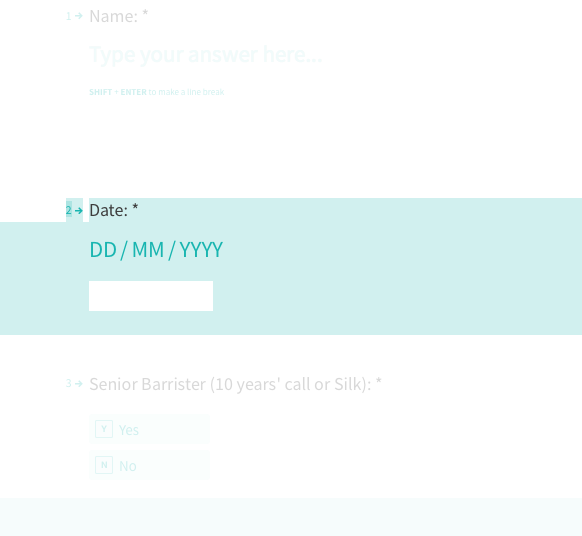 1 → Name: *
Type your answer here...
SHIFT + ENTER to make a line break
2 → Date: *
DD / MM / YYYY
3 → Senior Barrister (10 years' call or Silk): *
Y Yes
N No